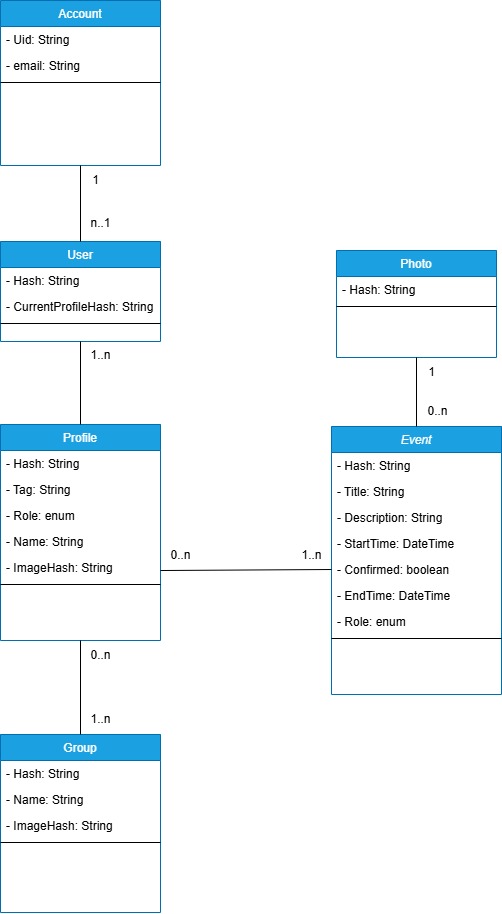 Account
- Uid: String
- email: String
1
n..1
User
- Hash: String
- CurrentProfileHash: String
1..n
Profile
- Hash: String
- Tag: String
- Role: enum
- Name: String
- ImageHash: String
0..n
1..n
0..n
1..n
Group
- Hash: String
- Name: String
- ImageHash: String
Photo
- Hash: String
1
0..n
Event
- Hash: String
- Title: String
- Description: String
- StartTime: DateTime
- Confirmed: boolean
- EndTime: DateTime
- Role: enum